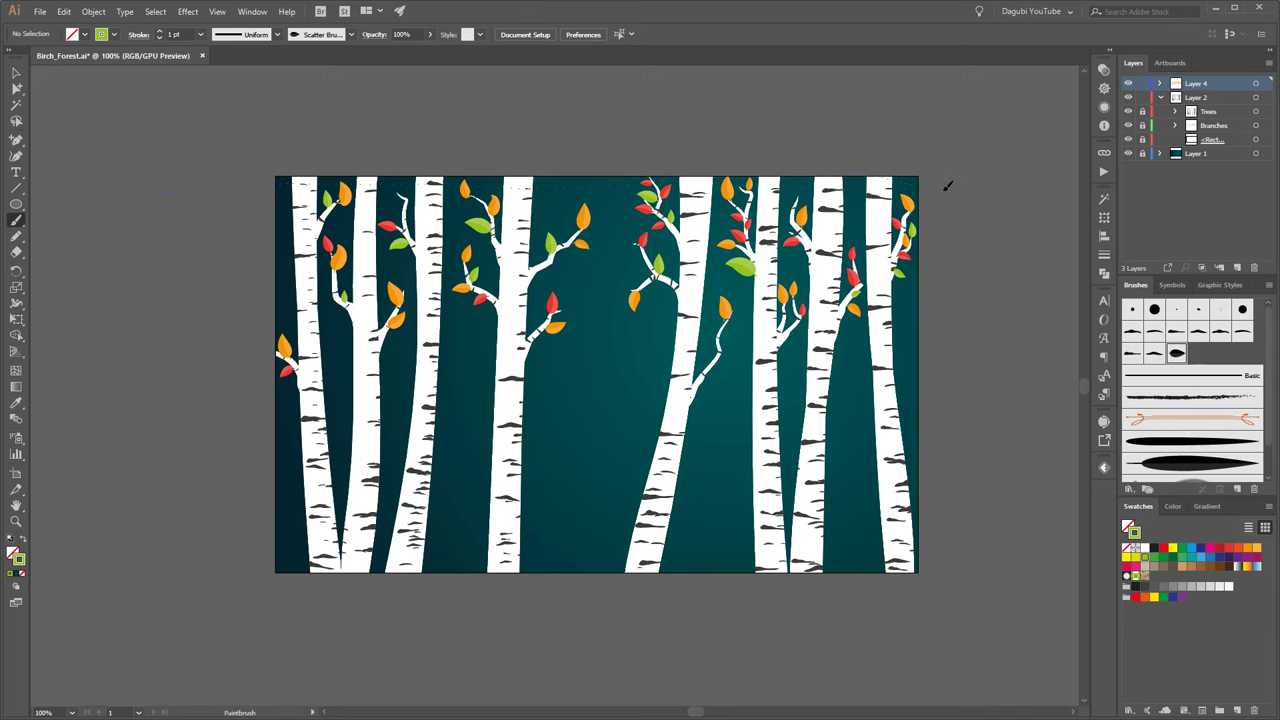 Ai File Edit Object Type Select Effect View Window Help Br St Dagubi YouTube Search Adobe Stock
No Selection Stroke: 1 pt Uniform Scatter Bru... Opacity: 100% Style: Document Setup Preferences
Birch_Forest.ai* @ 100% (RGB/GPU Preview)
Layers Artboards
Layer 4
Layer 2
Trees
Branches
<Rect...
Layer 1
3 Layers
Brushes Symbols Graphic Styles
Basic
Swatches Color Gradient
100% 1 Paintbrush